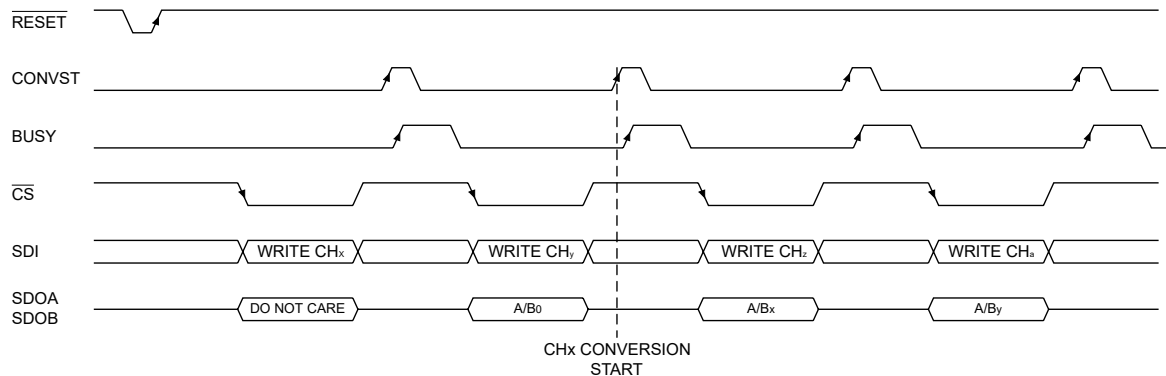 RESET
CONVST
BUSY
CS
SDI WRITE CHx WRITE CHy WRITE CHz WRITE CHa
SDOA
SDOB
DO NOT CARE A/B0 A/Bx A/By
CHx CONVERSION
START